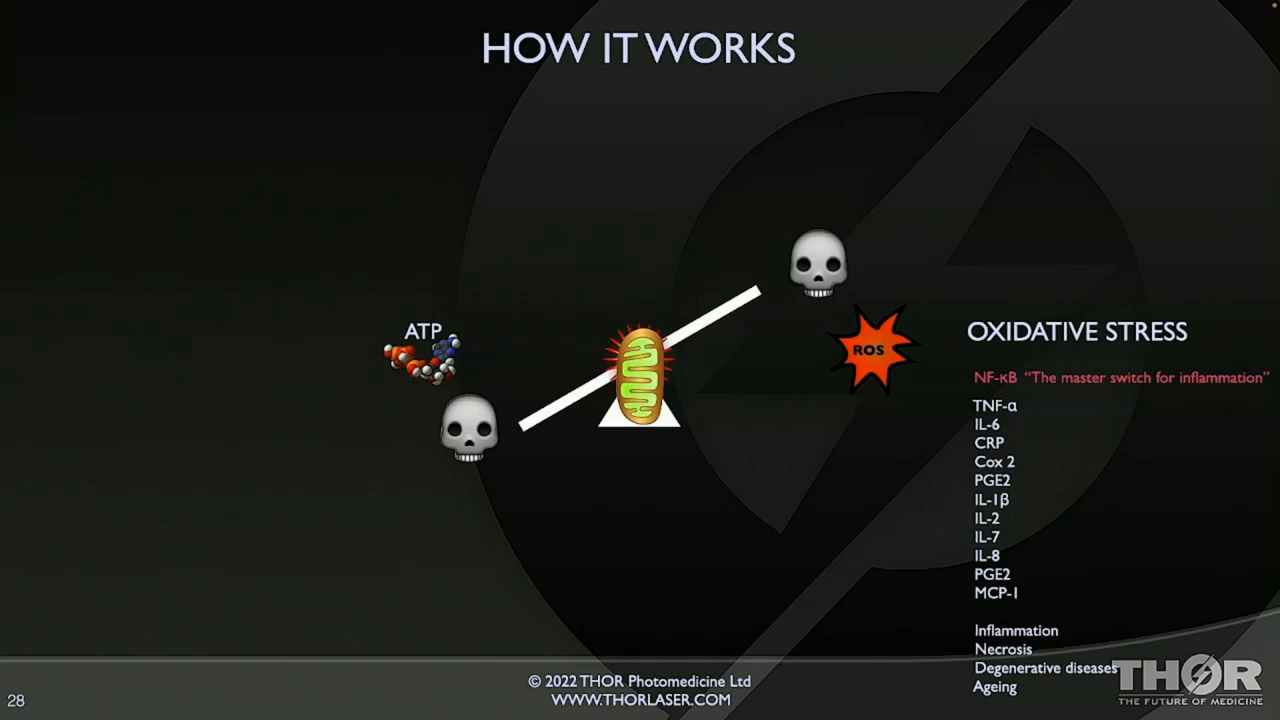 HOW IT WORKS
ATP
ROS
OXIDATIVE STRESS
NF-κB “The master switch for inflammation”
TNF-α
IL-6
CRP
Cox 2
PGE2
IL-1β
IL-2
IL-7
IL-8
PGE2
MCP-1
Inflammation
Necrosis
Degenerative diseases
Ageing
28
© 2022 THOR Photomedicine Ltd
WWW.THORLASER.COM
THOR
THE FUTURE OF MEDICINE